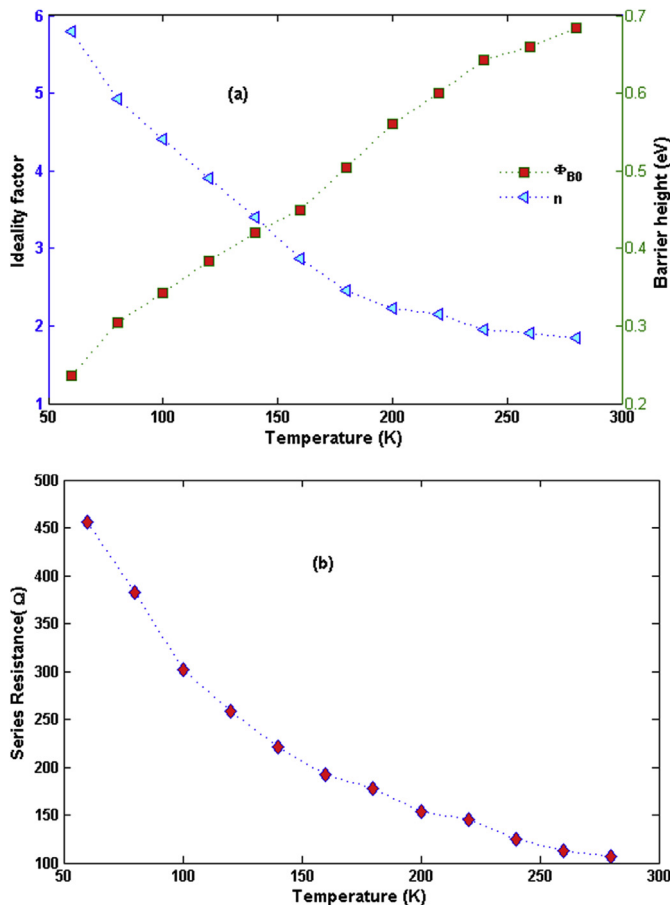 6
5
4
3
2
1
Ideality factor
(a)
ΦB0
n
0.7
0.6
0.5
0.4
0.3
0.2
Barrier height (eV)
50 100 150 200 250 300
Temperature (K)
500
450
400
350
300
250
200
150
100
Series Resistance( Ω)
(b)
50 100 150 200 250 300
Temperature (K)